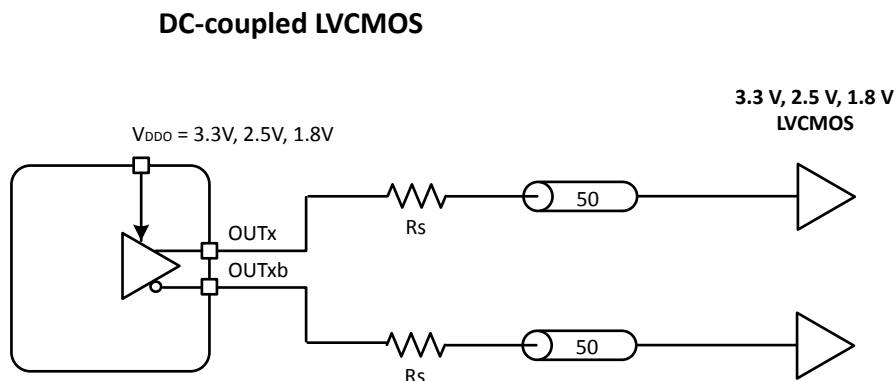 DC-coupled LVCMOS
3.3 V, 2.5 V, 1.8 V
LVCMOS
VDDO = 3.3V, 2.5V, 1.8V
OUTx
Rs
50
OUTxb
Rs
50